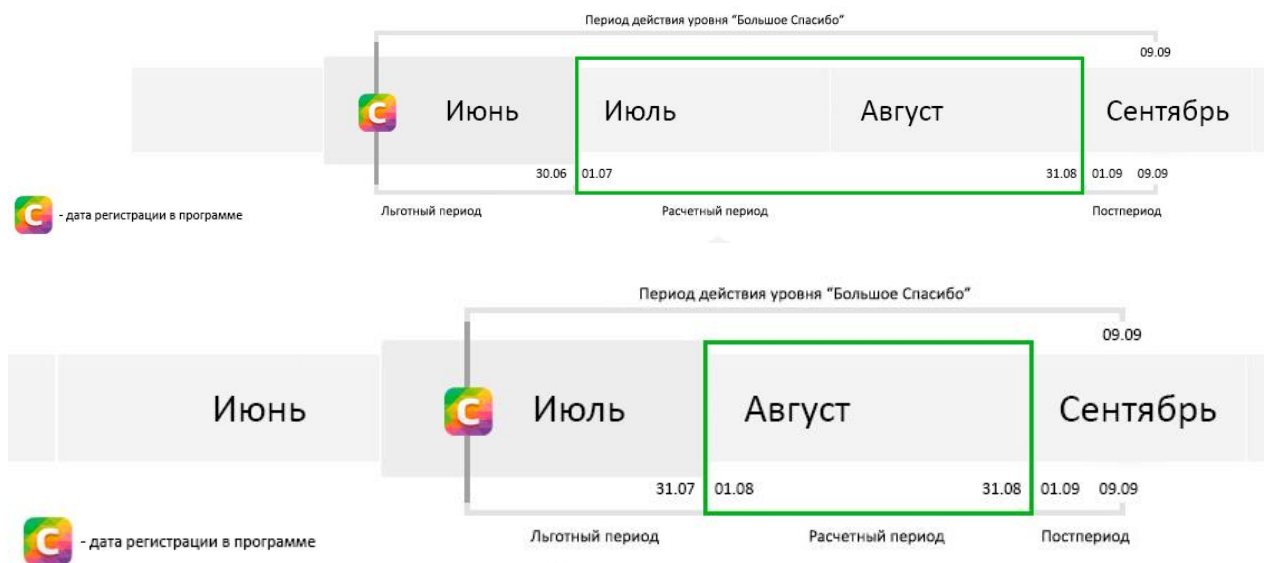 Период действия уровня “Большое Спасибо”
09.09
С Июнь Июль Август Сентябрь
30.06 01.07 31.08 01.09 09.09
С - дата регистрации в программе
Льготный период Расчетный период Постпериод
Период действия уровня “Большое Спасибо”
09.09
Июнь С Июль Август Сентябрь
31.07 01.08 31.08 01.09 09.09
С - дата регистрации в программе
Льготный период Расчетный период Постпериод